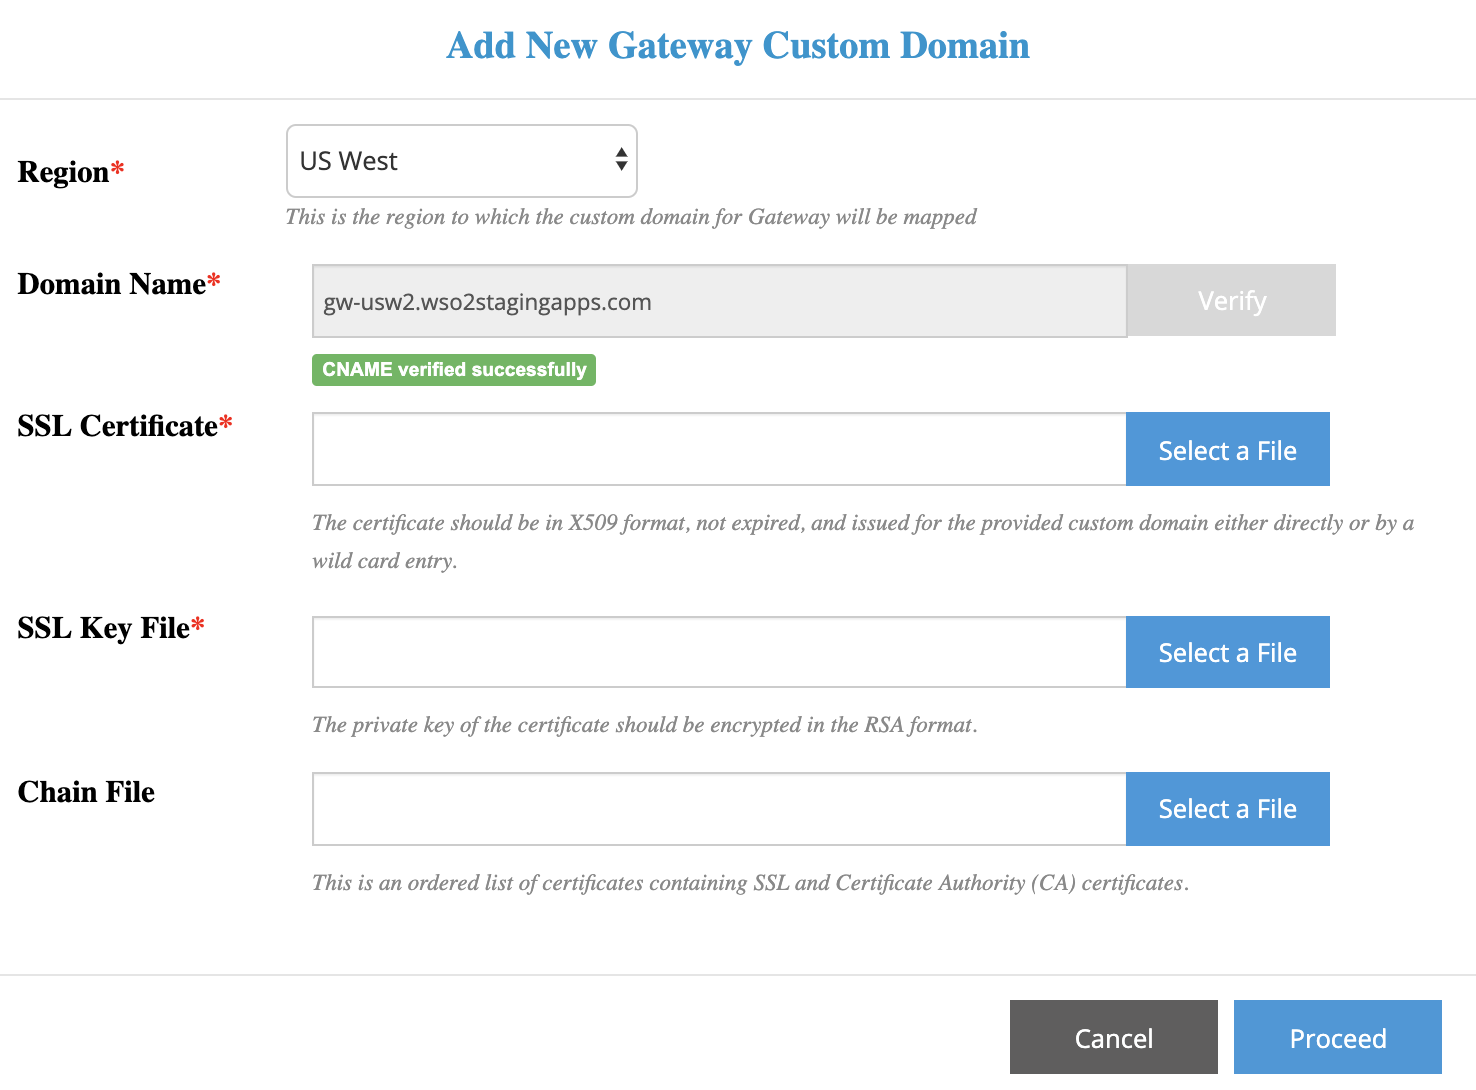 Add New Gateway Custom Domain
Region*
US West
This is the region to which the custom domain for Gateway will be mapped
Domain Name*
gw-usw2.wso2stagingapps.com
Verify
CNAME verified successfully
SSL Certificate*
Select a File
The certificate should be in X509 format, not expired, and issued for the provided custom domain either directly or by a
wild card entry.
SSL Key File*
Select a File
The private key of the certificate should be encrypted in the RSA format.
Chain File
Select a File
This is an ordered list of certificates containing SSL and Certificate Authority (CA) certificates.
Cancel
Proceed